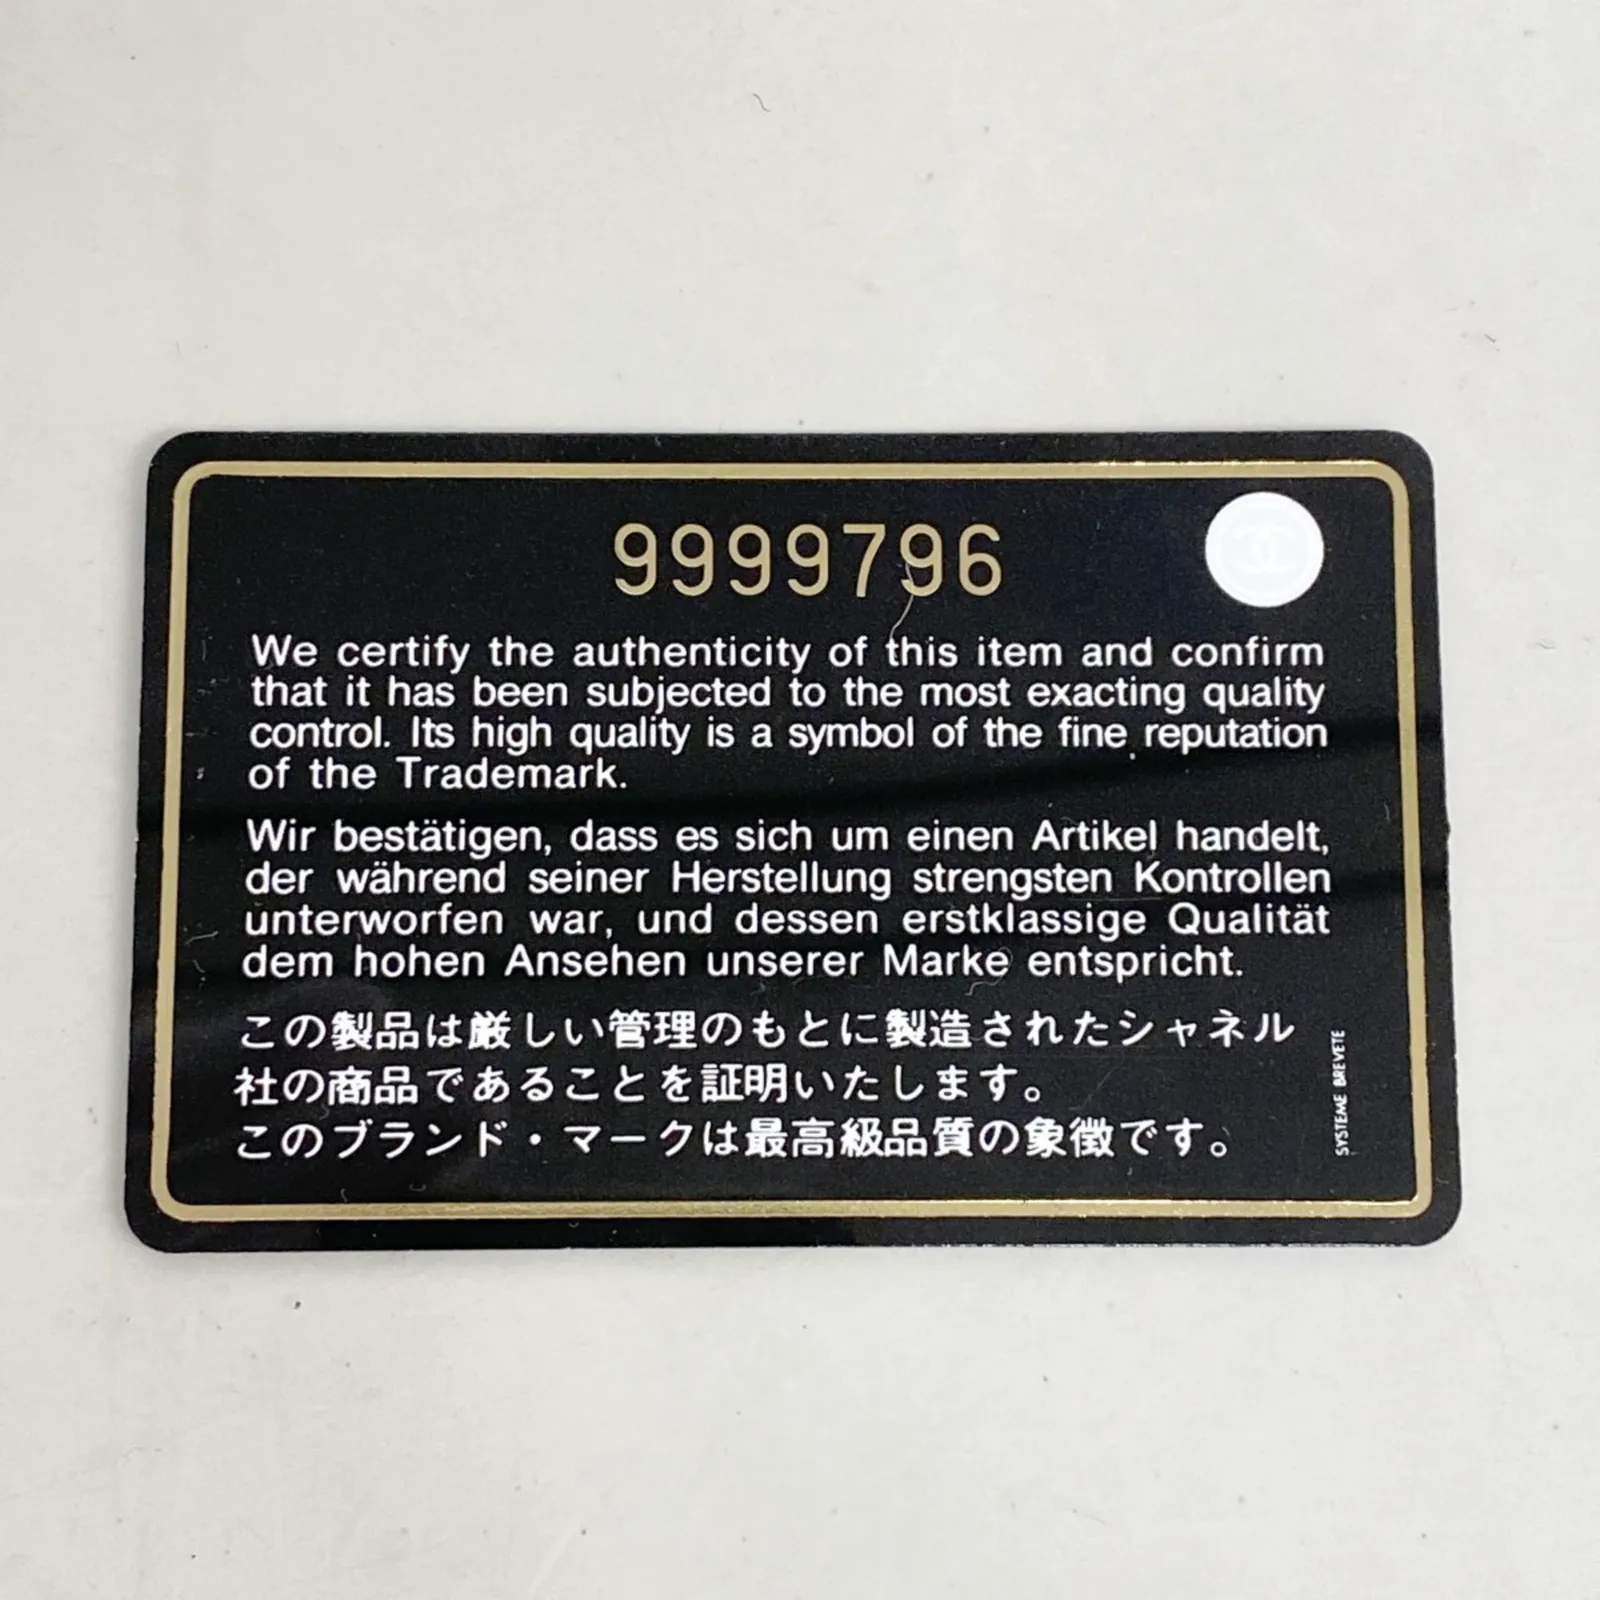 9999796
We certify the authenticity of this item and confirm
that it has been subjected to the most exacting quality
control. Its high quality is a symbol of the fine reputation
of the Trademark.
Wir bestätigen, dass es sich um einen Artikel handelt,
der während seiner Herstellung strengsten Kontrollen
unterworfen war, und dessen erstklassige Qualität
dem hohen Ansehen unserer Marke entspricht.
この製品は厳しい管理のもとに製造されたシャネル
社の商品であることを証明いたします。
このブランド・マークは最高級品質の象徴です。
SYSTEME BREVETE